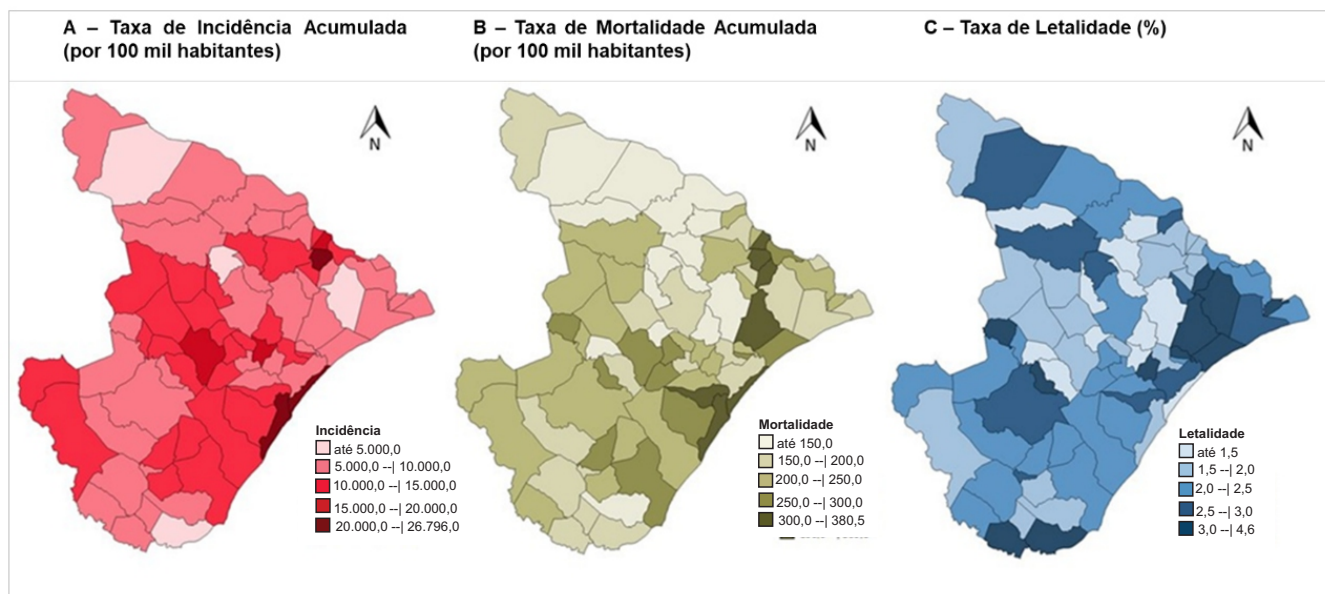 A – Taxa de Incidência Acumulada
(por 100 mil habitantes)
B – Taxa de Mortalidade Acumulada
(por 100 mil habitantes)
C – Taxa de Letalidade (%)
N
N
N
Incidência
até 5.000,0
5.000,0 --| 10.000,0
10.000,0 --| 15.000,0
15.000,0 --| 20.000,0
20.000,0 --| 26.796,0
Mortalidade
até 150,0
150,0 --| 200,0
200,0 --| 250,0
250,0 --| 300,0
300,0 --| 380,5
Letalidade
até 1,5
1,5 --| 2,0
2,0 --| 2,5
2,5 --| 3,0
3,0 --| 4,6